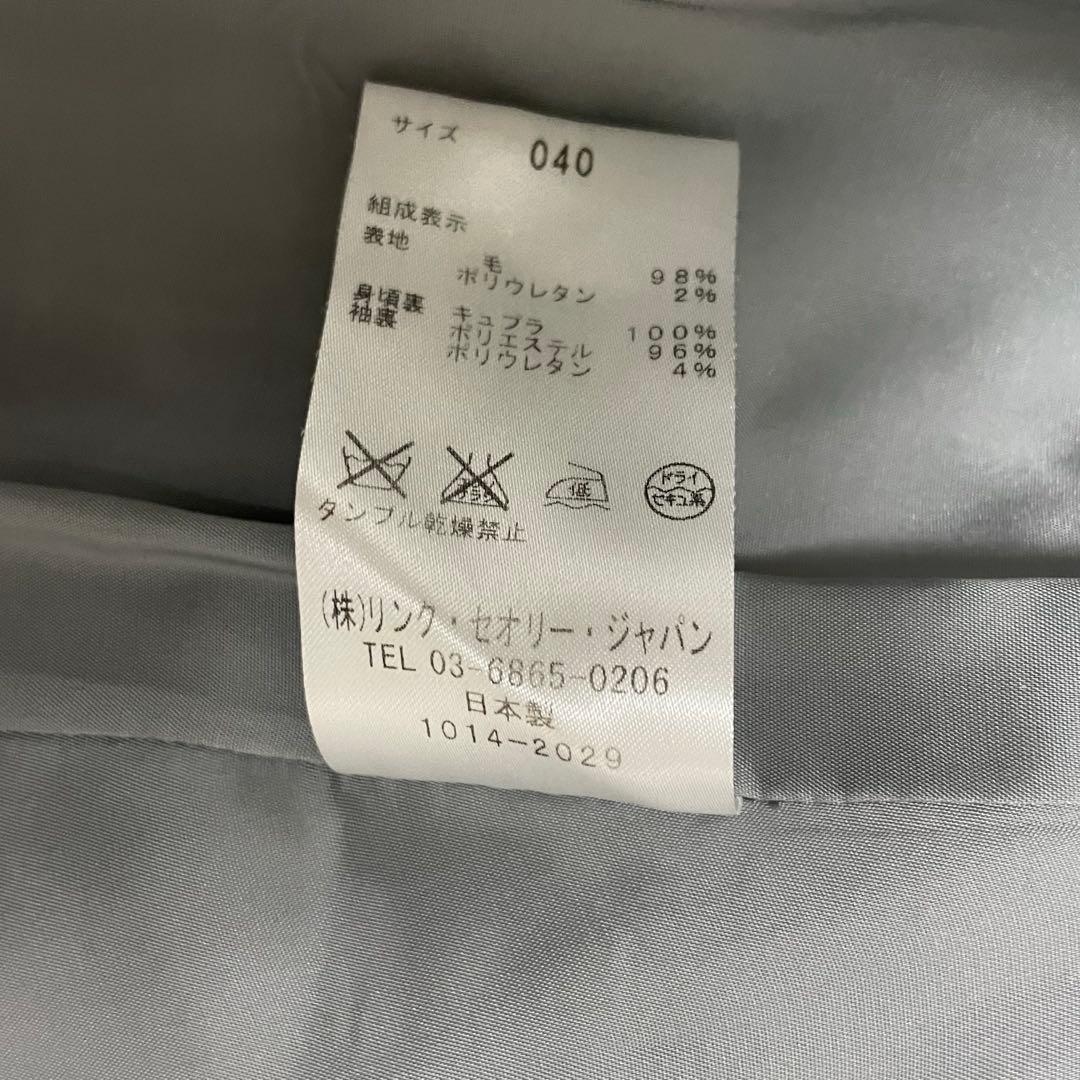 サイズ 040
組成表示
表地
毛 98%
ポリウレタン 2%
身頃裏 キュプラ 100%
袖裏 ポリエステル 96%
ポリウレタン 4%
低
ドライ
セキユ系
タンブル乾燥禁止
(株)リンク・セオリー・ジャパン
TEL 03-6865-0206
日本製
1014-2029